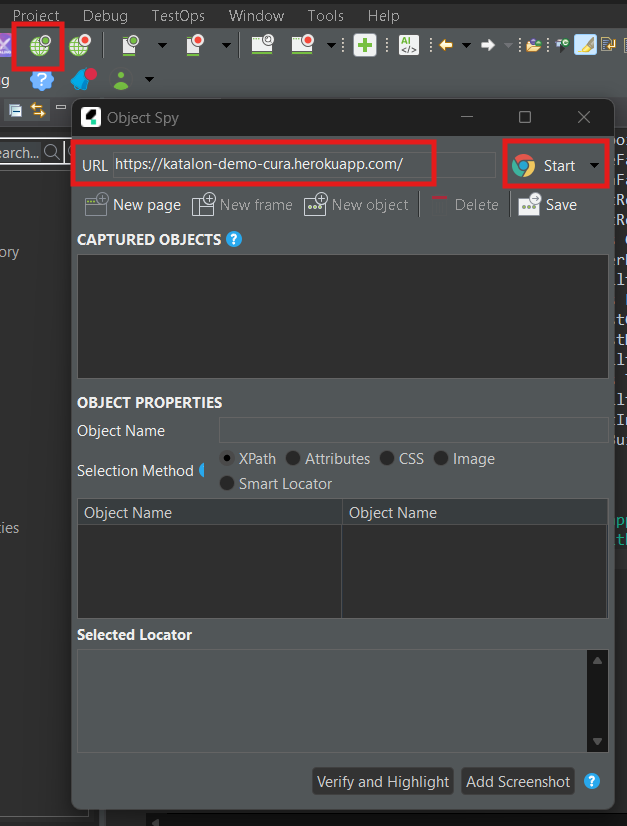 Project Debug TestOps Window Tools Help
AI
Object Spy
earch...
URL https://katalon-demo-cura.herokuapp.com/ Start
New page New frame New object Delete Save
CAPTURED OBJECTS ?
ory
OBJECT PROPERTIES
Object Name
XPath Attributes CSS Image
Selection Method
Smart Locator
Object Name Object Name
ties
Selected Locator
Verify and Highlight Add Screenshot ?